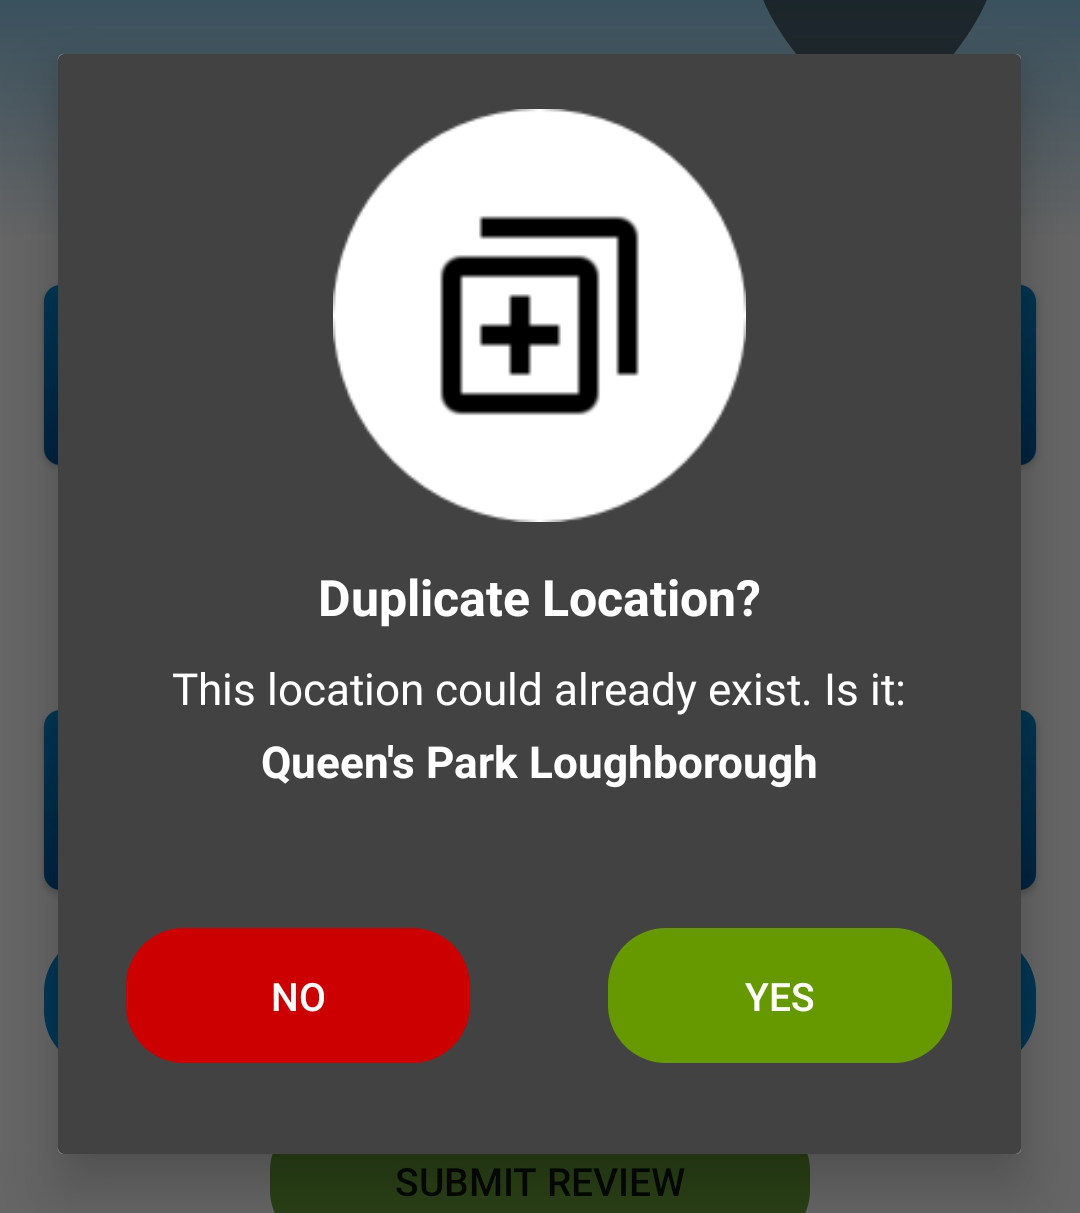 Duplicate Location?
This location could already exist. Is it:
Queen's Park Loughborough
NO
YES
SUBMIT REVIEW